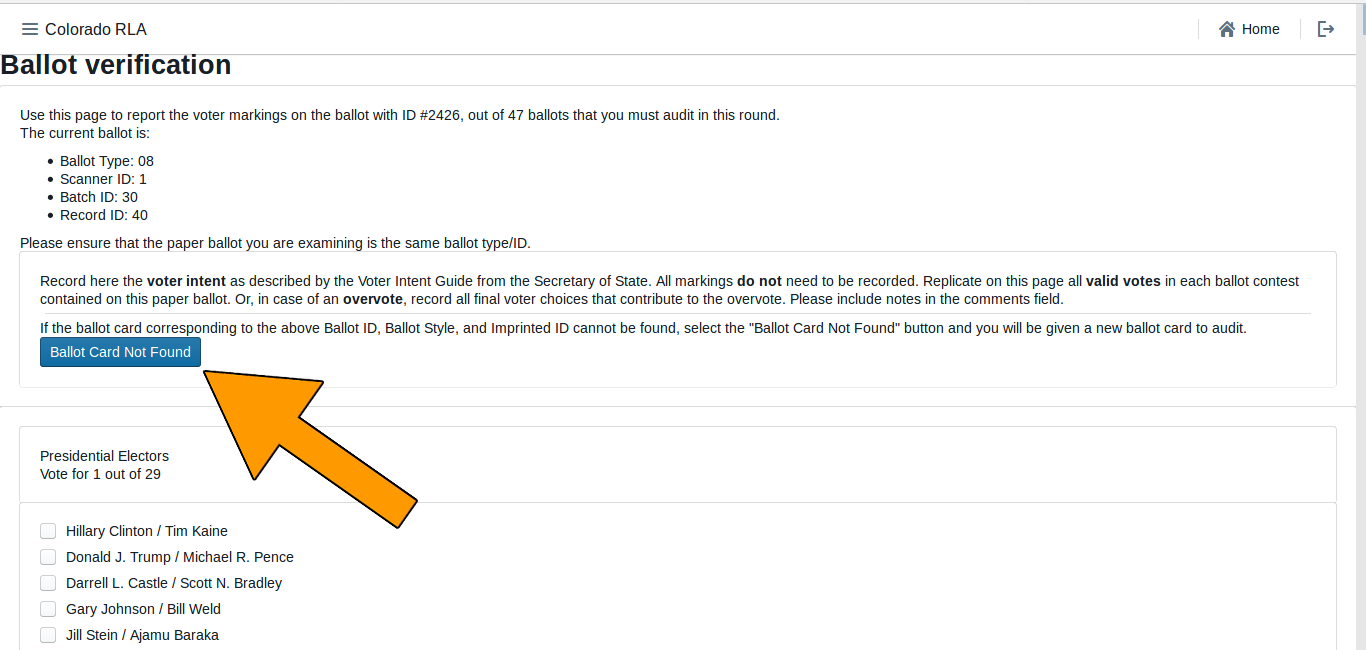 Colorado RLA
Home
Ballot verification
Use this page to report the voter markings on the ballot with ID #2426, out of 47 ballots that you must audit in this round.
The current ballot is:
Ballot Type: 08
Scanner ID: 1
Batch ID: 30
Record ID: 40
Please ensure that the paper ballot you are examining is the same ballot type/ID.
Record here the voter intent as described by the Voter Intent Guide from the Secretary of State. All markings do not need to be recorded. Replicate on this page all valid votes in each ballot contest
contained on this paper ballot. Or, in case of an overvote, record all final voter choices that contribute to the overvote. Please include notes in the comments field.
If the ballot card corresponding to the above Ballot ID, Ballot Style, and Imprinted ID cannot be found, select the "Ballot Card Not Found" button and you will be given a new ballot card to audit.
Ballot Card Not Found
Presidential Electors
Vote for 1 out of 29
Hillary Clinton / Tim Kaine
Donald J. Trump / Michael R. Pence
Darrell L. Castle / Scott N. Bradley
Gary Johnson / Bill Weld
Jill Stein / Ajamu Baraka